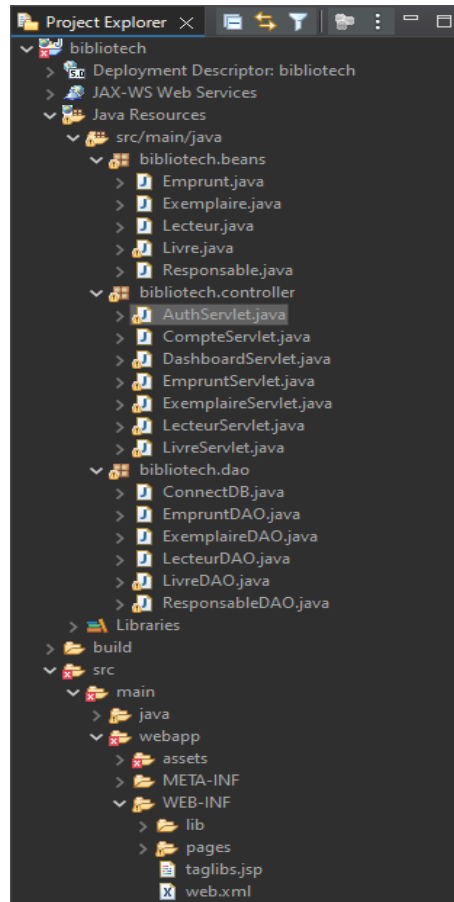 Project Explorer
bibliotech
Deployment Descriptor: bibliotech
JAX-WS Web Services
Java Resources
src/main/java
bibliotech.beans
Emprunt.java
Exemplaire.java
Lecteur.java
Livre.java
Responsable.java
bibliotech.controller
AuthServlet.java
CompteServlet.java
DashboardServlet.java
EmpruntServlet.java
ExemplaireServlet.java
LecteurServlet.java
LivreServlet.java
bibliotech.dao
ConnectDB.java
EmpruntDAO.java
ExemplaireDAO.java
LecteurDAO.java
LivreDAO.java
ResponsableDAO.java
Libraries
build
src
main
java
webapp
assets
META-INF
WEB-INF
lib
pages
taglibs.jsp
web.xml